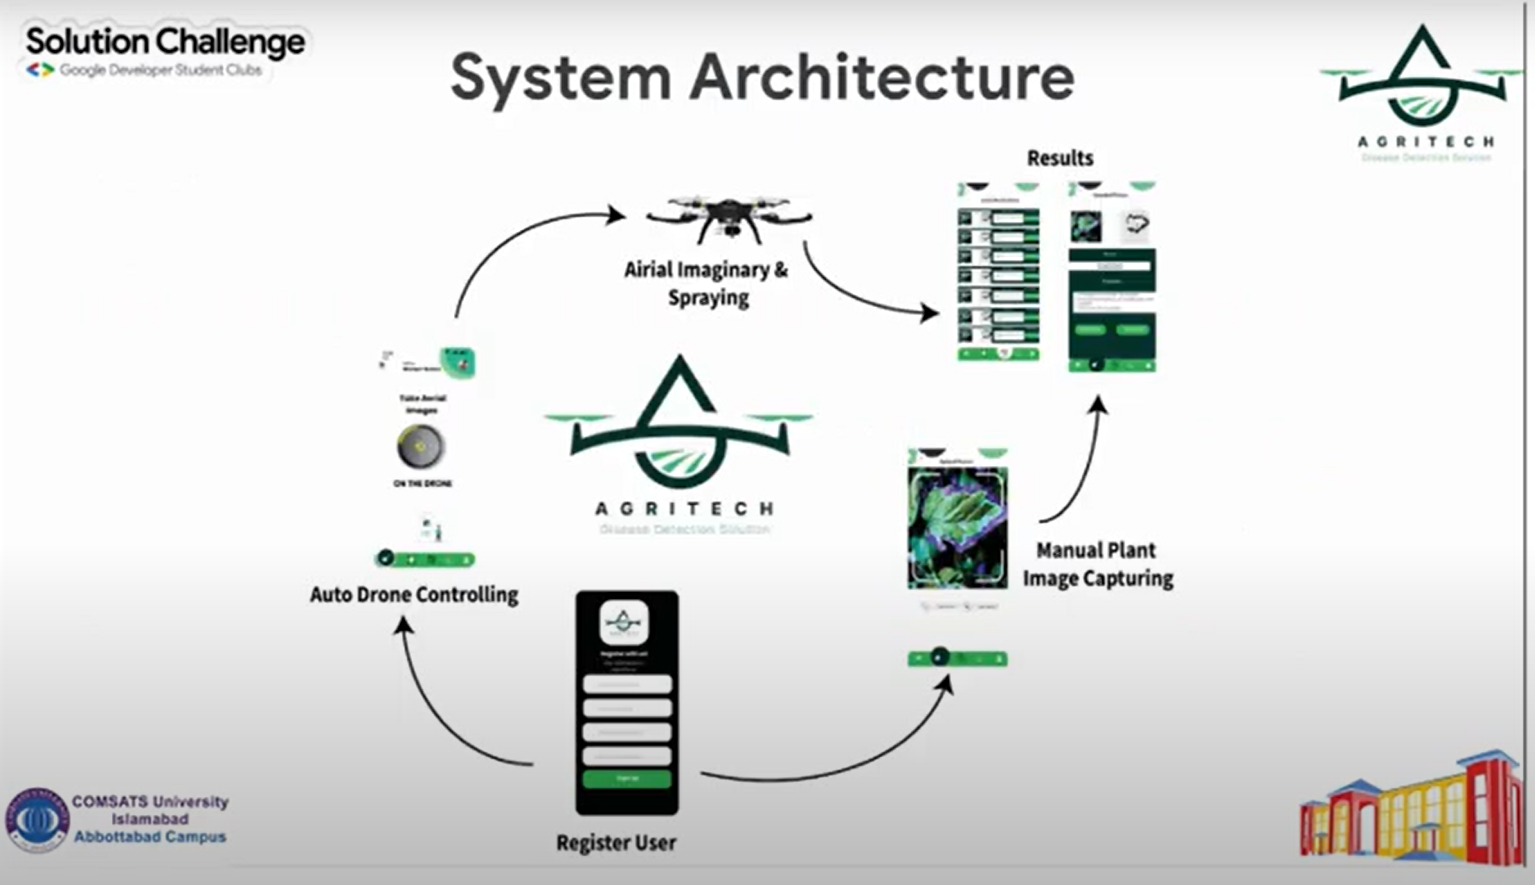 Solution Challenge
Google Developer Student Clubs
System Architecture
AGRITECH
Disease Detection Solution
Results
Airial Imaginary &
Spraying
Take Aerial
Images
ON THE DRONE
AGRITECH
Disease Detection Solution
Manual Plant
Image Capturing
Auto Drone Controlling
Sign up
Register User
COMSATS University
Islamabad
Abbottabad Campus